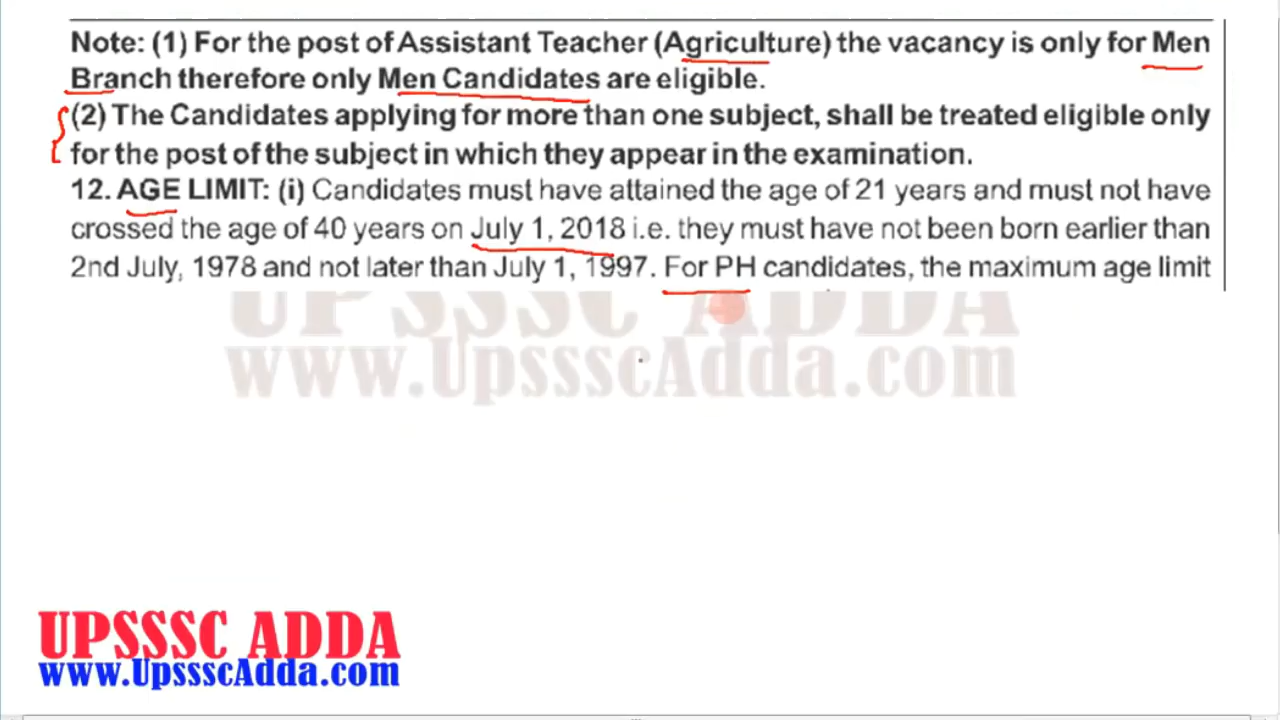 Note: (1) For the post of Assistant Teacher (Agriculture) the vacancy is only for Men
Branch therefore only Men Candidates are eligible.
(2) The Candidates applying for more than one subject, shall be treated eligible only
for the post of the subject in which they appear in the examination.
12. AGE LIMIT: (i) Candidates must have attained the age of 21 years and must not have
crossed the age of 40 years on July 1, 2018 i.e. they must have not been born earlier than
2nd July, 1978 and not later than July 1, 1997. For PH candidates, the maximum age limit
UPSSSC ADDA
www.UpssscAdda.com
UPSSSC ADDA
www.UpssscAdda.com